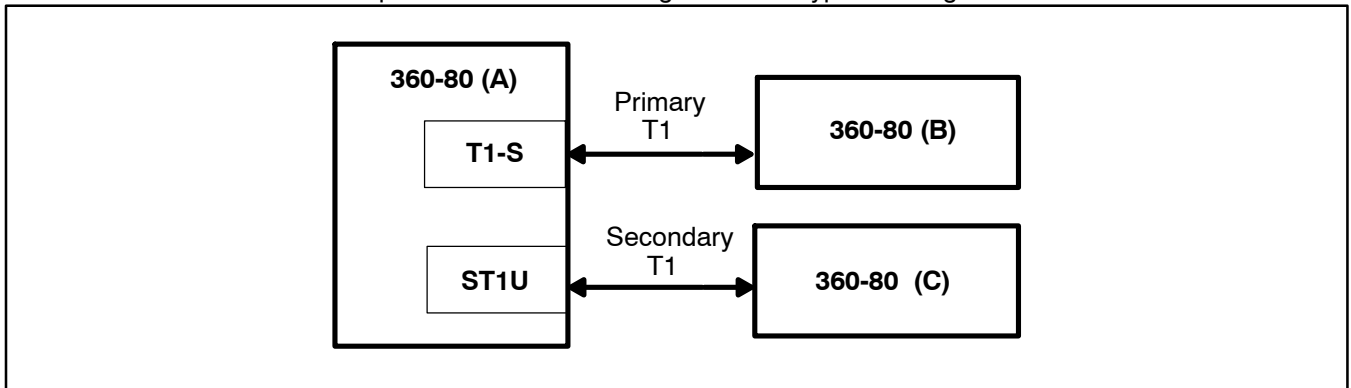 360-80 (A)
Primary
T1
T1-S
360-80 (B)
Secondary
T1
ST1U
360-80 (C)